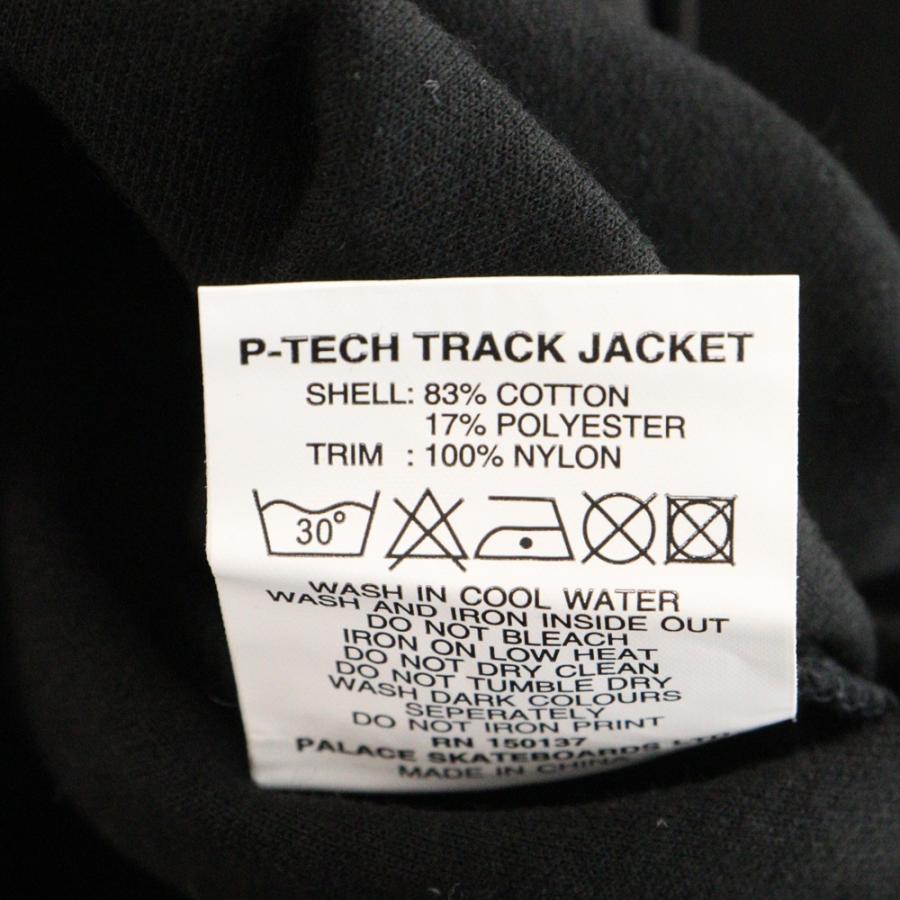 P-TECH TRACK JACKET
SHELL: 83% COTTON
17% POLYESTER
TRIM : 100% NYLON
30°
WASH IN COOL WATER
WASH AND IRON INSIDE OUT
DO NOT BLEACH
IRON ON LOW HEAT
DO NOT DRY CLEAN
DO NOT TUMBLE DRY
WASH DARK COLOURS
SEPERATELY
DO NOT IRON PRINT
RN 150137
PALACE SKATEBOARDS LTD
MADE IN CHINA